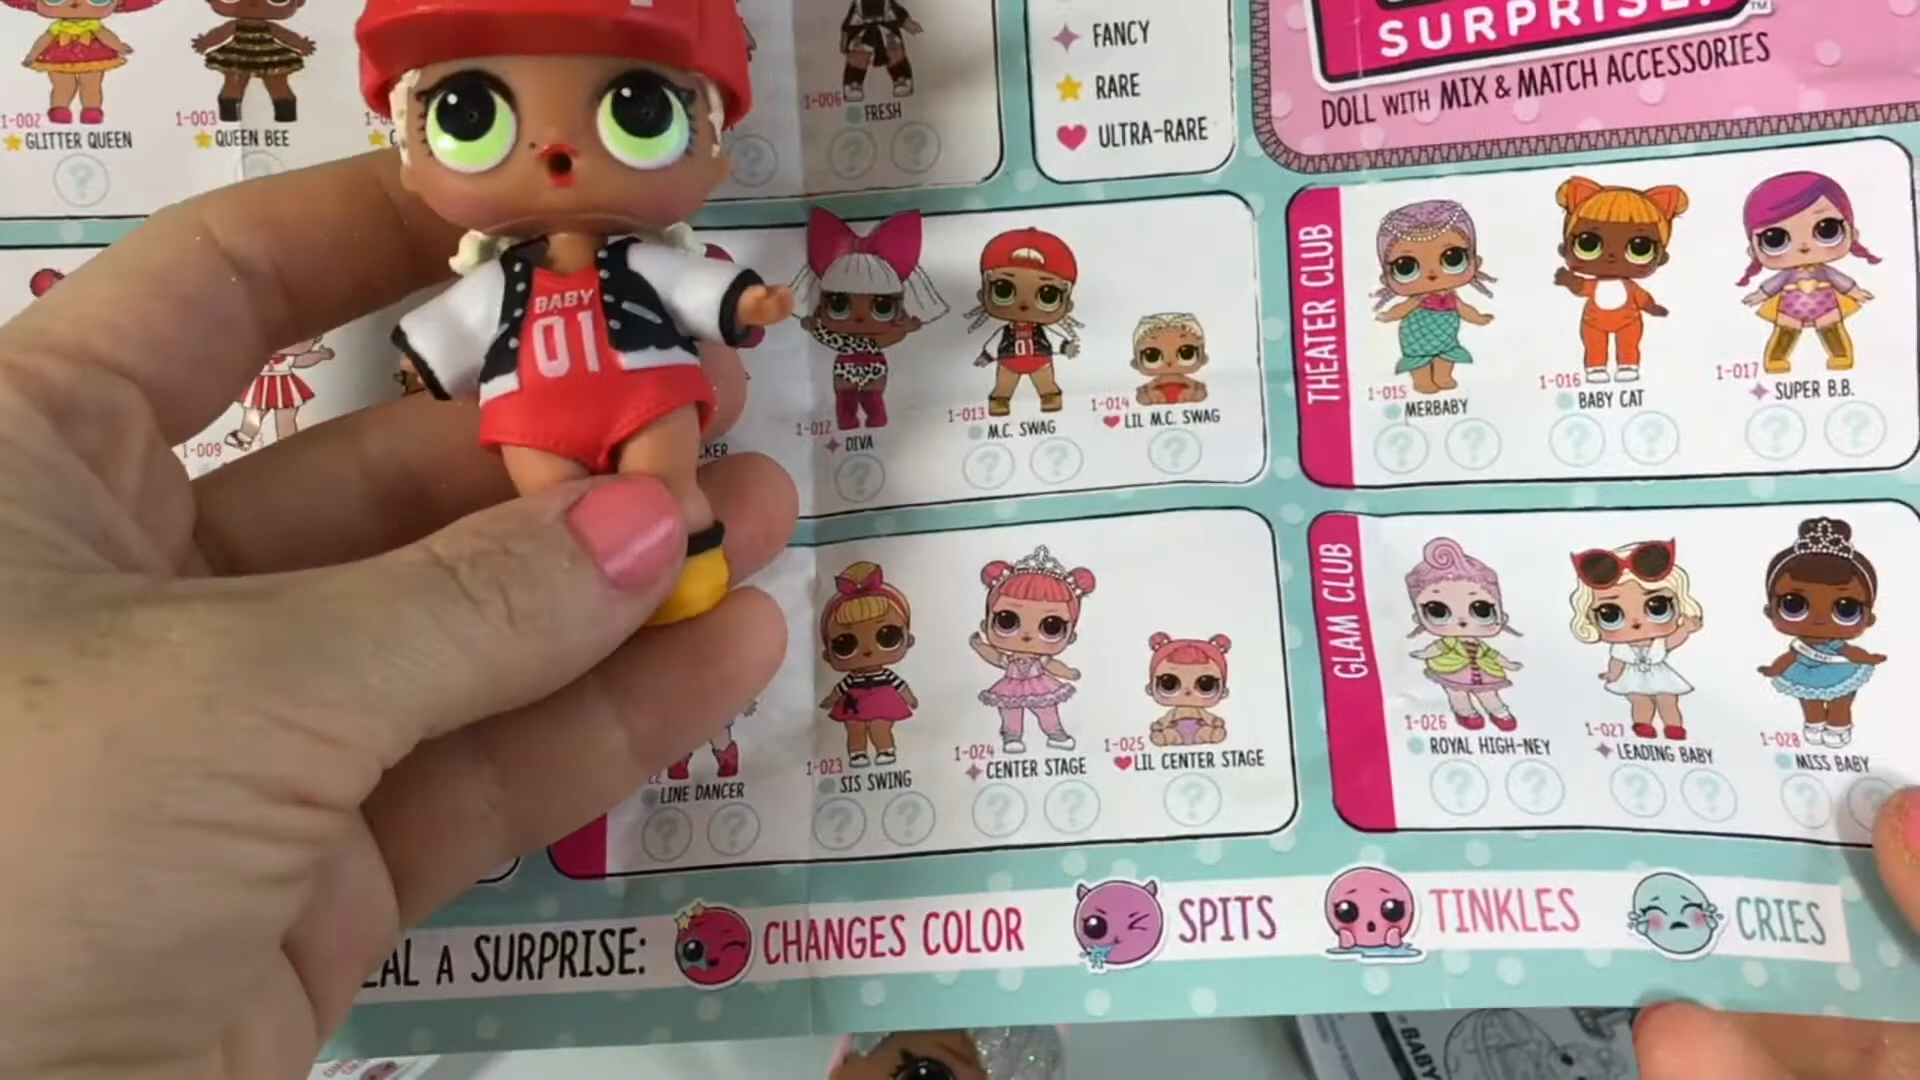 SURPRISE! TM
DOLL WITH MIX & MATCH ACCESSORIES
FANCY
RARE
ULTRA-RARE
1-002
GLITTER QUEEN
1-003
QUEEN BEE
1-006
FRESH
BABY
01
1-009
1-012
DIVA
01
1-013
M.C. SWAG
1-014
LIL M.C. SWAG
THEATER CLUB
1-015
MERBABY
1-016
BABY CAT
1-017
SUPER B.B.
LINE DANCER
1-023
SIS SWING
1-024
CENTER STAGE
1-025
LIL CENTER STAGE
GLAM CLUB
1-026
ROYAL HIGH-NEY
1-027
LEADING BABY
1-028
MISS BABY
A SURPRISE: CHANGES COLOR SPITS TINKLES CRIES
BABY